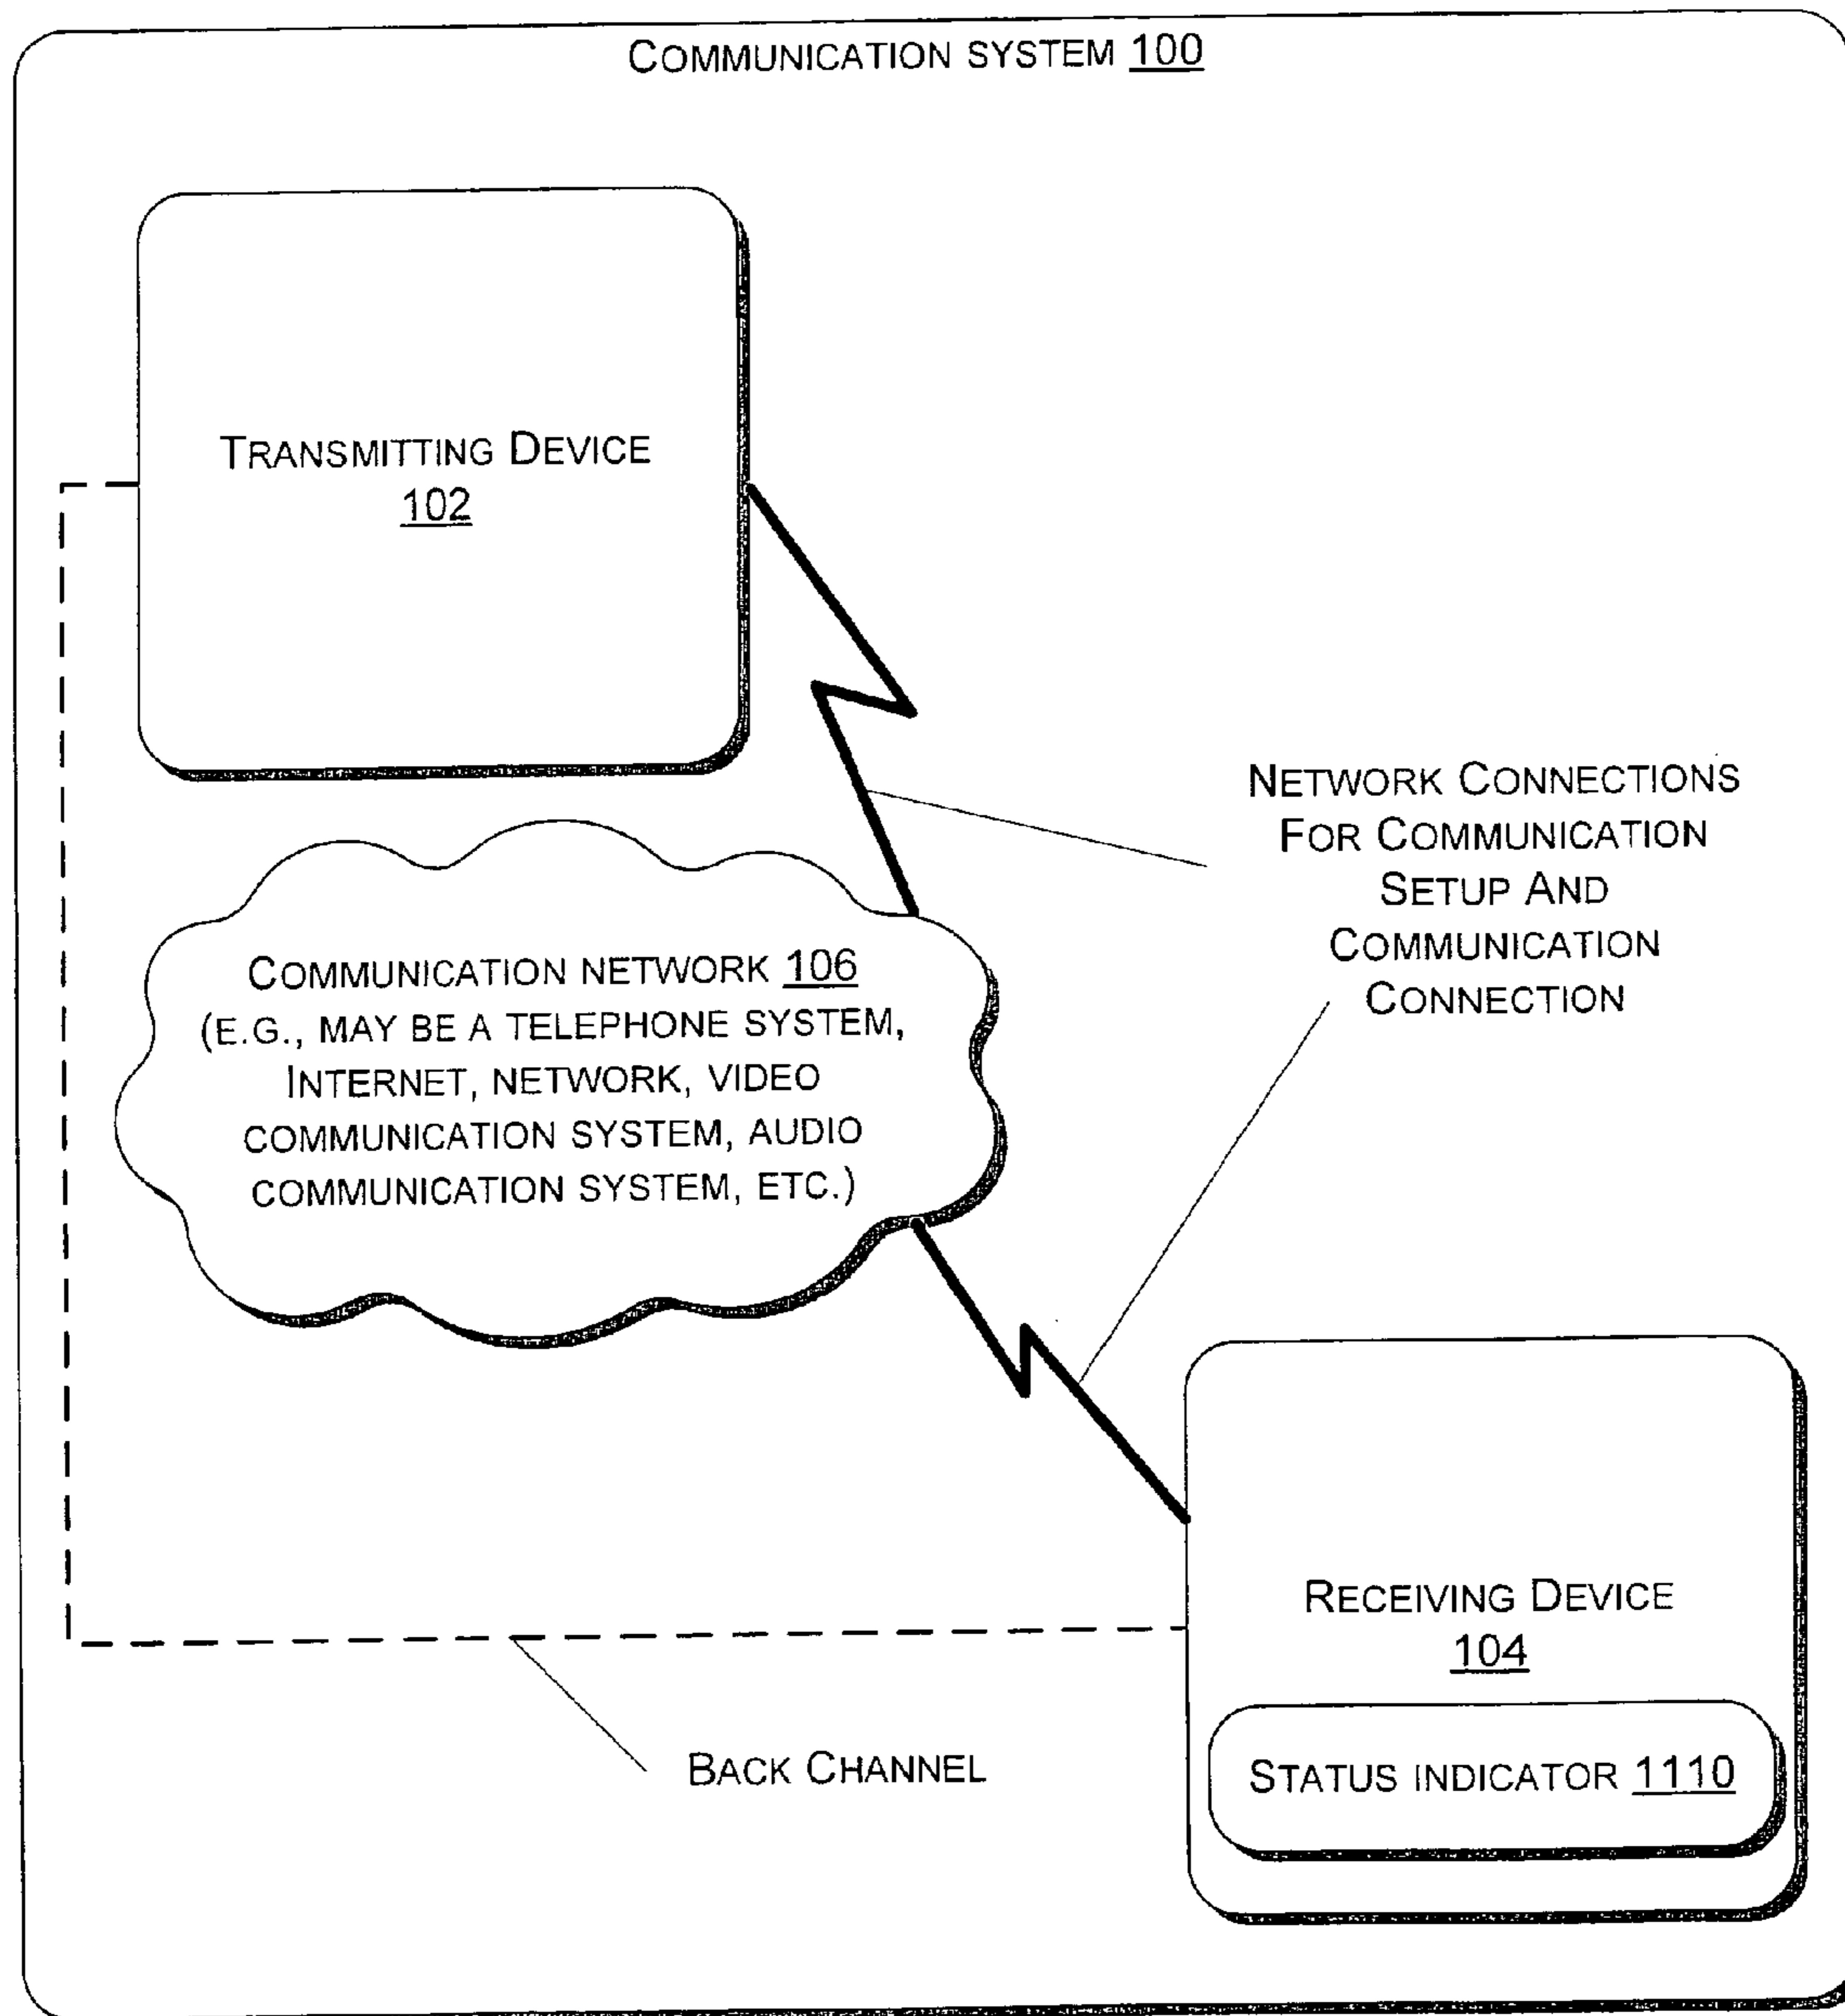 COMMUNICATION SYSTEM 100
TRANSMITTING DEVICE
102
NETWORK CONNECTIONS
FOR COMMUNICATION
SETUP AND
COMMUNICATION
CONNECTION
COMMUNICATION NETWORK 106
(E.G., MAY BE A TELEPHONE SYSTEM,
INTERNET, NETWORK, VIDEO
COMMUNICATION SYSTEM, AUDIO
COMMUNICATION SYSTEM, ETC.)
RECEIVING DEVICE
104
STATUS INDICATOR 1110
BACK CHANNEL